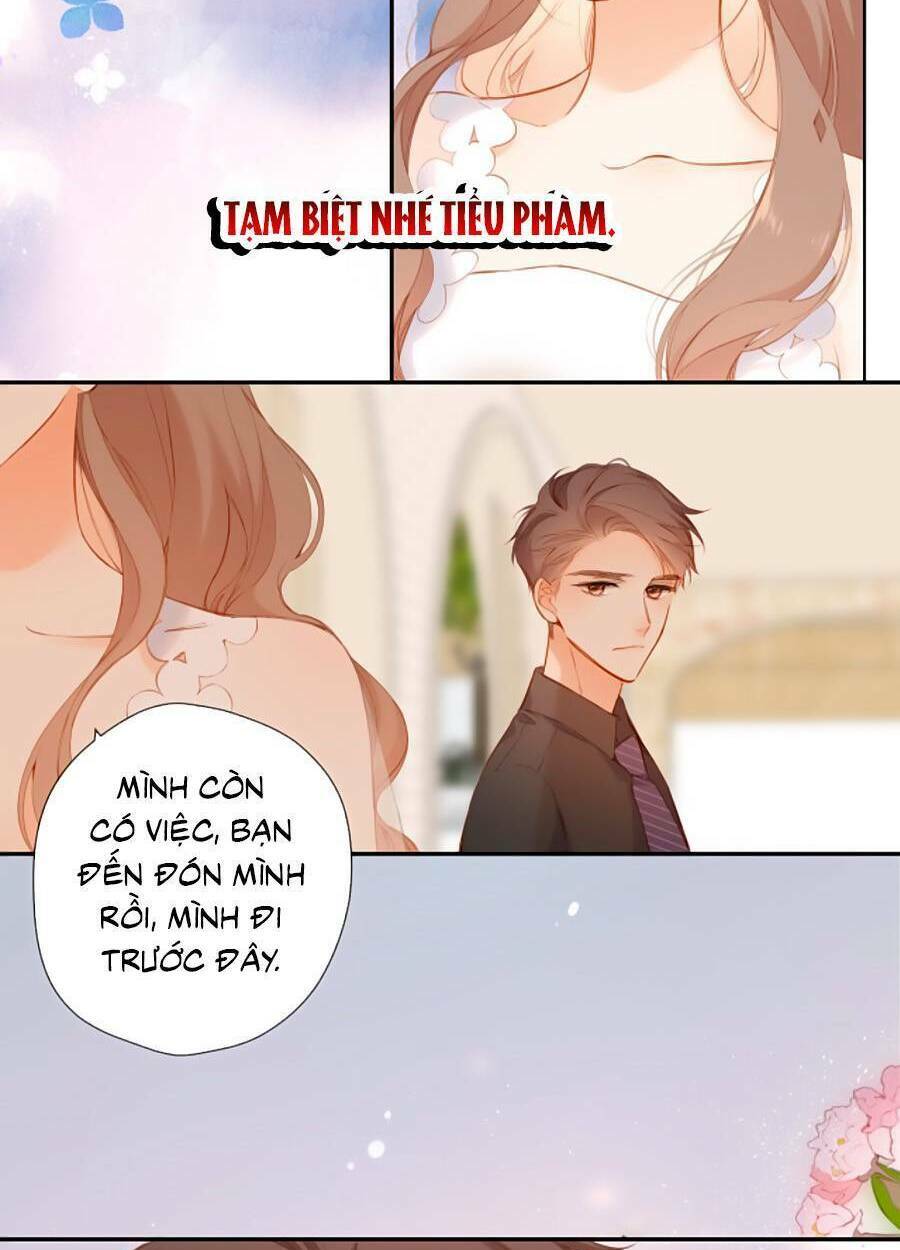 TẠM BIỆT NHÉ TIỂU PHÀM.
MÌNH CÒN
CÓ VIỆC, BẠN
ĐẾN ĐÓN MÌNH
RỒI, MÌNH ĐI
TRƯỚC ĐÂY.